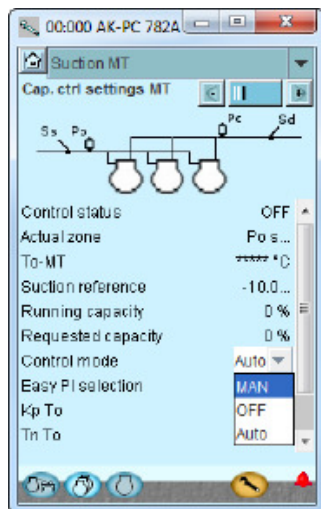 00:000 AK-PC 782A
Suction MT
Cap. ctrl settings MT
Ss Po Pc Sd
Control status OFF
Actual zone Po s...
To-MT ***** °C
Suction reference -10.0...
Running capacity 0 %
Requested capacity 0 %
Control mode Auto
Easy PI selection MAN
Kp To OFF
Tn To Auto